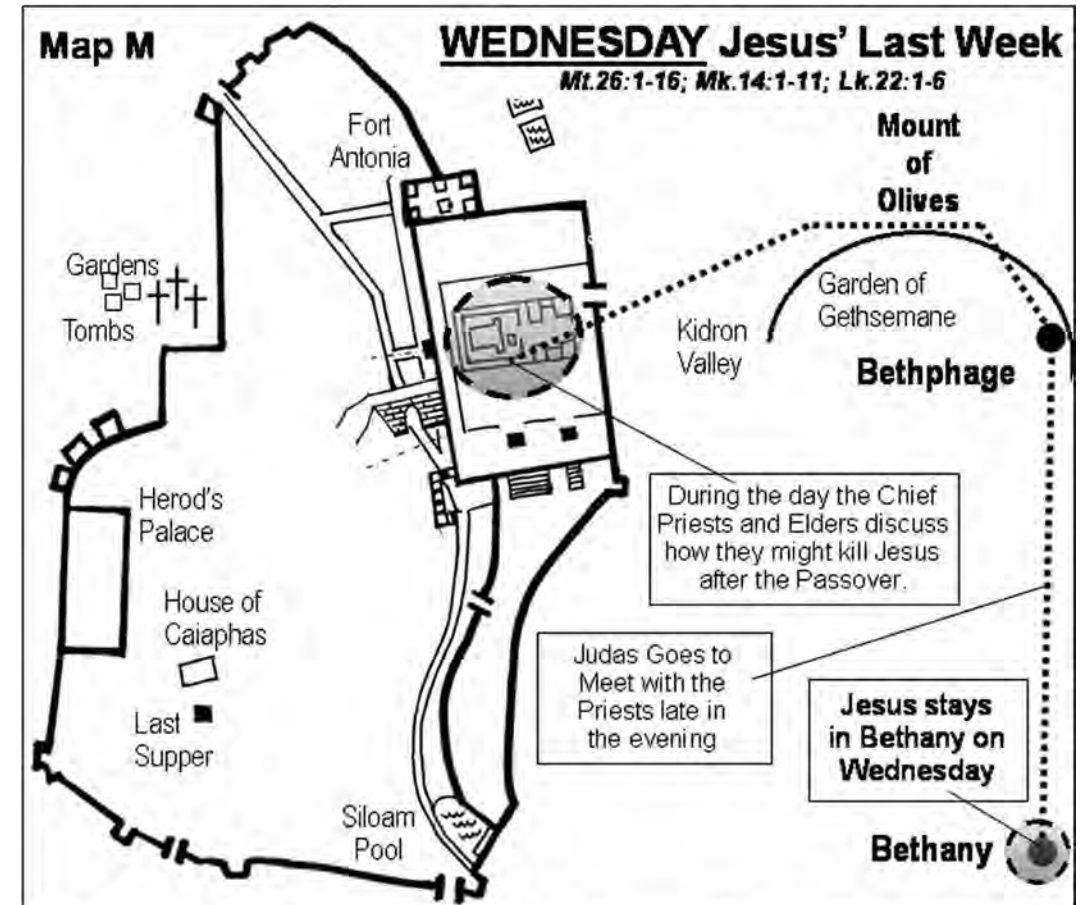 Map M
WEDNESDAY Jesus' Last Week
Mt.26:1-16; Mk.14:1-11; Lk.22:1-6
Fort
Antonia
Mount
of
Olives
Gardens
Tombs
Garden of
Gethsemane
Kidron
Valley
Bethphage
Herod's
Palace
During the day the Chief
Priests and Elders discuss
how they might kill Jesus
after the Passover.
House of
Caiaphas
Judas Goes to
Meet with the
Priests late in
the evening
Last
Supper
Jesus stays
in Bethany on
Wednesday
Siloam
Pool
Bethany